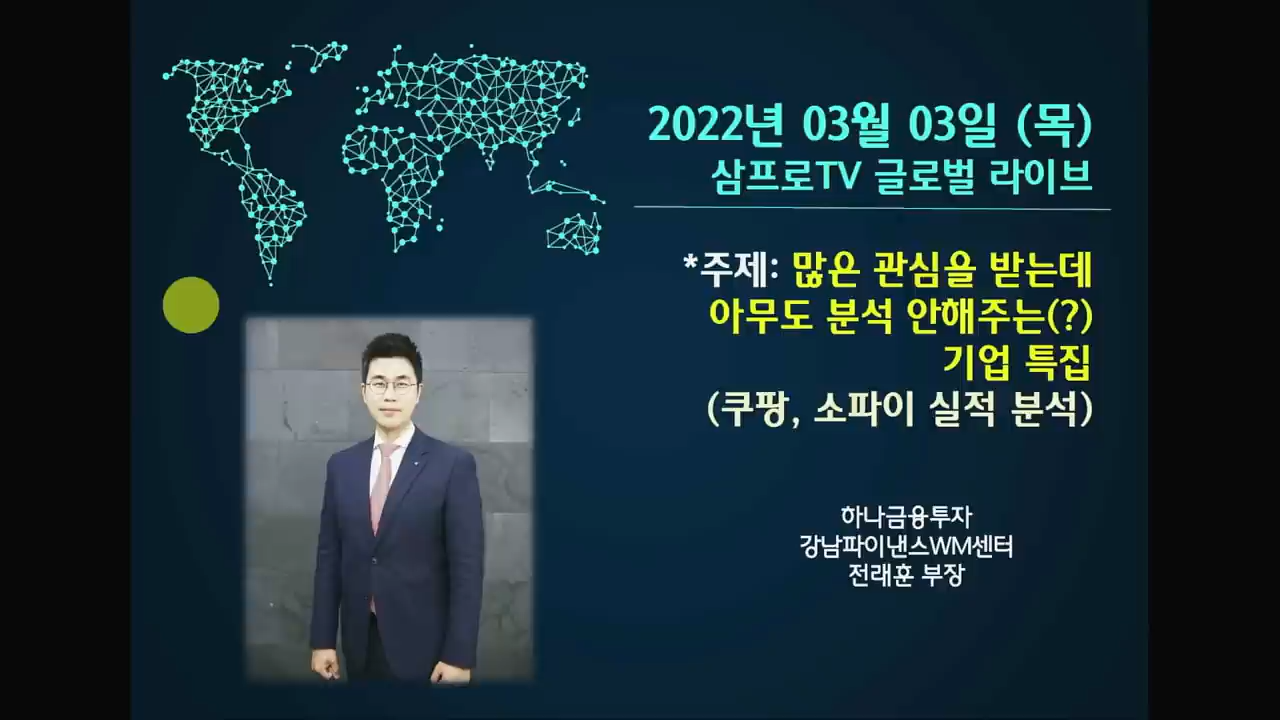 2022년 03월 03일 (목)
삼프로TV 글로벌 라이브
*주제: 많은 관심을 받는데
아무도 분석 안해주는(?)
기업 특집
(쿠팡, 소파이 실적 분석)
하나금융투자
강남파이낸스WM센터
전래훈 부장